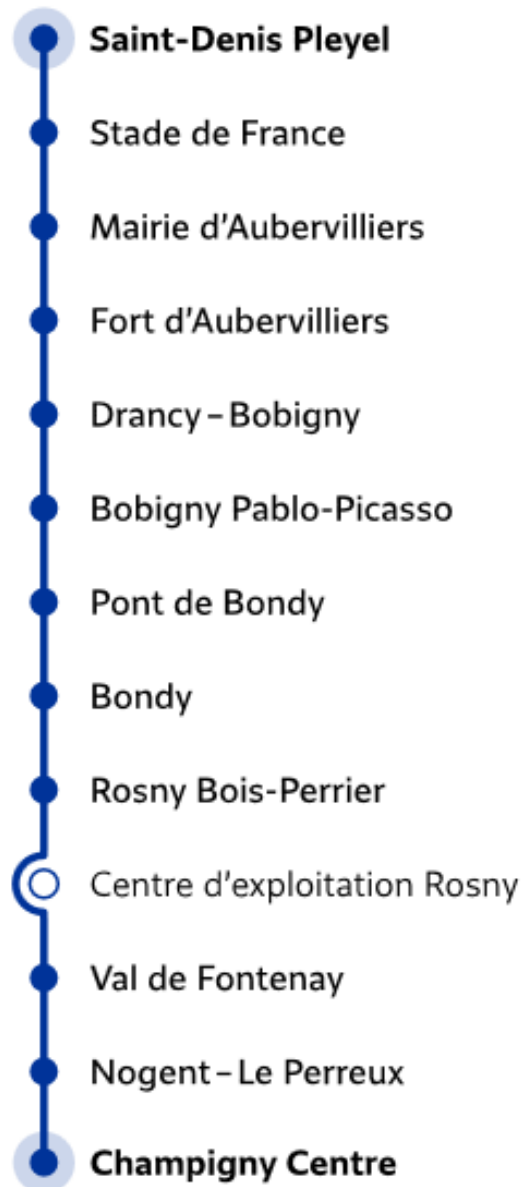 Saint-Denis Pleyel
Stade de France
Mairie d'Aubervilliers
Fort d'Aubervilliers
Drancy – Bobigny
Bobigny Pablo-Picasso
Pont de Bondy
Bondy
Rosny Bois-Perrier
Centre d'exploitation Rosny
Val de Fontenay
Nogent – Le Perreux
Champigny Centre